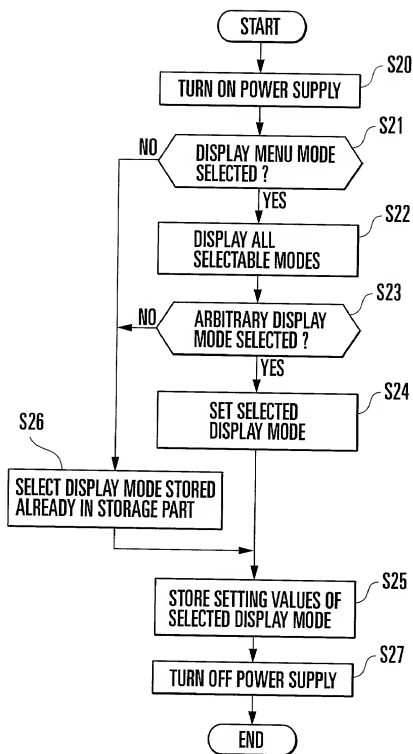 START
S20
TURN ON POWER SUPPLY
S21
NO
DISPLAY MENU MODE
SELECTED ?
YES
S22
DISPLAY ALL
SELECTABLE MODES
S23
NO
ARBITRARY DISPLAY
MODE SELECTED ?
YES
S24
SET SELECTED
DISPLAY MODE
S26
SELECT DISPLAY MODE STORED
ALREADY IN STORAGE PART
S25
STORE SETTING VALUES OF
SELECTED DISPLAY MODE
S27
TURN OFF POWER SUPPLY
END